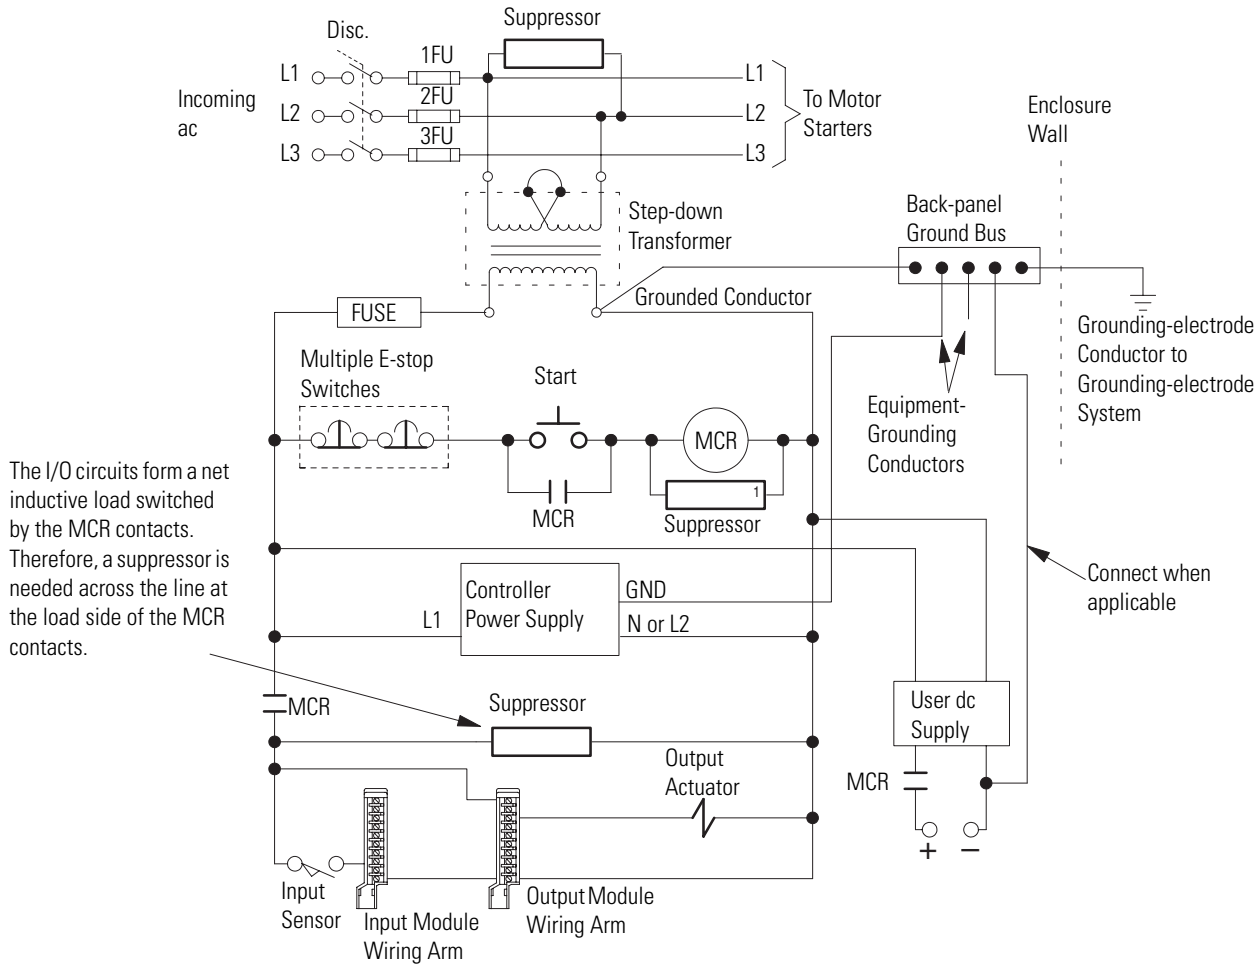 Suppressor
Disc.
1FU
L1
L1
Incoming
ac
2FU
L2
L2
To Motor
Starters
3FU
L3
L3
Enclosure
Wall
Step-down
Transformer
Back-panel
Ground Bus
Grounded Conductor
FUSE
Grounding-electrode
Conductor to
Grounding-electrode
System
Multiple E-stop
Switches
Start
Equipment-
Grounding
Conductors
MCR
The I/O circuits form a net
inductive load switched
by the MCR contacts.
Therefore, a suppressor is
needed across the line at
the load side of the MCR
contacts.
1
MCR
Suppressor
Controller
Power Supply
GND
L1
N or L2
Connect when
applicable
MCR
Suppressor
User dc
Supply
Output
Actuator
MCR
+
–
Input
Sensor
Input Module
Wiring Arm
Output Module
Wiring Arm